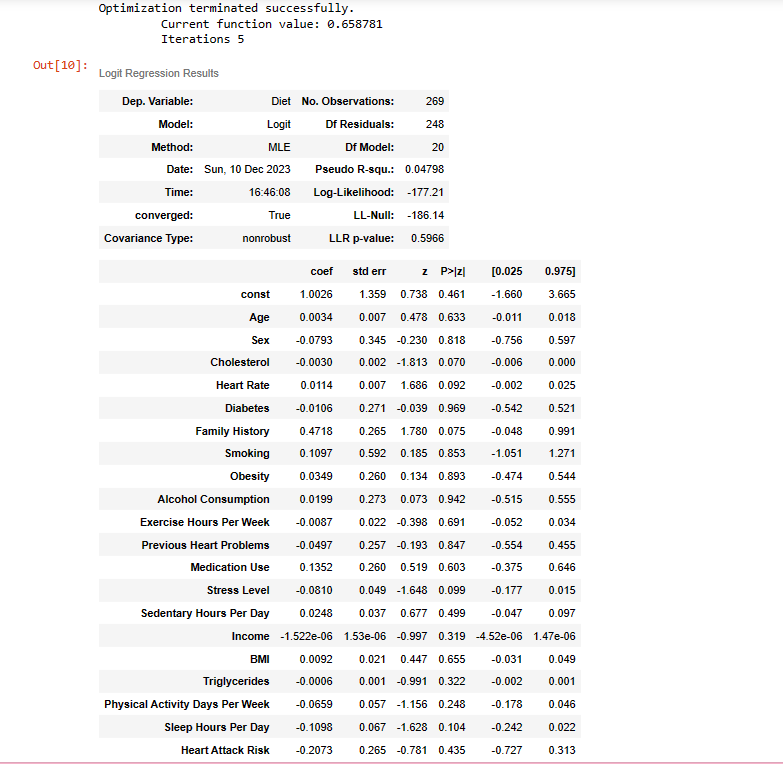 Optimization terminated successfully.
Current function value: 0.658781
Iterations 5
Out[10]:
Logit Regression Results
Dep. Variable: Diet No. Observations: 269
Model: Logit Df Residuals: 248
Method: MLE Df Model: 20
Date: Sun, 10 Dec 2023 Pseudo R-squ.: 0.04798
Time: 16:46:08 Log-Likelihood: -177.21
converged: True LL-Null: -186.14
Covariance Type: nonrobust LLR p-value: 0.5966
coef std err z P>|z| [0.025 0.975]
const 1.0026 1.359 0.738 0.461 -1.660 3.665
Age 0.0034 0.007 0.478 0.633 -0.011 0.018
Sex -0.0793 0.345 -0.230 0.818 -0.756 0.597
Cholesterol -0.0030 0.002 -1.813 0.070 -0.006 0.000
Heart Rate 0.0114 0.007 1.686 0.092 -0.002 0.025
Diabetes -0.0106 0.271 -0.039 0.969 -0.542 0.521
Family History 0.4718 0.265 1.780 0.075 -0.048 0.991
Smoking 0.1097 0.592 0.185 0.853 -1.051 1.271
Obesity 0.0349 0.260 0.134 0.893 -0.474 0.544
Alcohol Consumption 0.0199 0.273 0.073 0.942 -0.515 0.555
Exercise Hours Per Week -0.0087 0.022 -0.398 0.691 -0.052 0.034
Previous Heart Problems -0.0497 0.257 -0.193 0.847 -0.554 0.455
Medication Use 0.1352 0.260 0.519 0.603 -0.375 0.646
Stress Level -0.0810 0.049 -1.648 0.099 -0.177 0.015
Sedentary Hours Per Day 0.0248 0.037 0.677 0.499 -0.047 0.097
Income -1.522e-06 1.53e-06 -0.997 0.319 -4.52e-06 1.47e-06
BMI 0.0092 0.021 0.447 0.655 -0.031 0.049
Triglycerides -0.0006 0.001 -0.991 0.322 -0.002 0.001
Physical Activity Days Per Week -0.0659 0.057 -1.156 0.248 -0.178 0.046
Sleep Hours Per Day -0.1098 0.067 -1.628 0.104 -0.242 0.022
Heart Attack Risk -0.2073 0.265 -0.781 0.435 -0.727 0.313